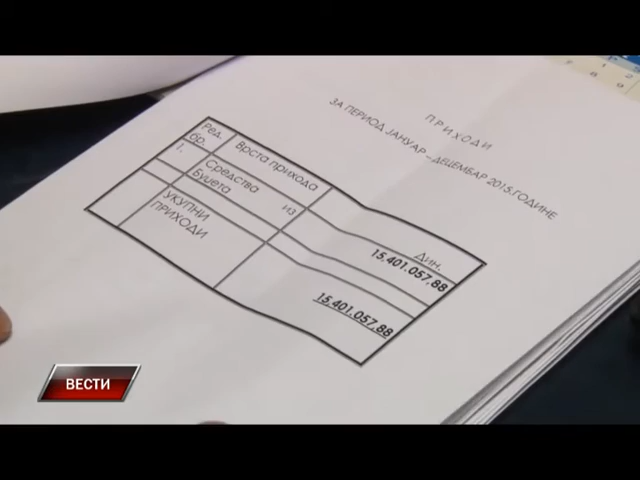 П Р И Х О Д И
ЗА ПЕРИОД ЈАНУАР – ДЕЦЕМБАР 2015.ГОДИНЕ
Ред.
бр.
Врста прихода
Дин.
1.
Средства из
Буџета
15.401.057,88
УКУПНИ
ПРИХОДИ
15.401.057,88
ВЕСТИ